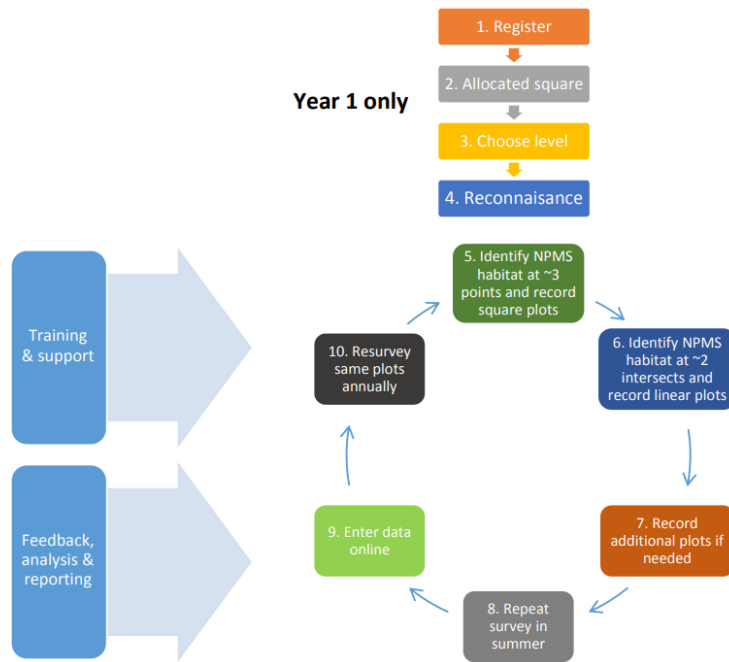 1. Register
2. Allocated square
Year 1 only
3. Choose level
4. Reconnaisance
Training
& support
Feedback,
analysis &
reporting
5. Identify NPMS
habitat at ~3
points and record
square plots
6. Identify NPMS
habitat at ~2
intersects and
record linear plots
7. Record
additional plots if
needed
8. Repeat
survey in
summer
9. Enter data
online
10. Resurvey
same plots
annually